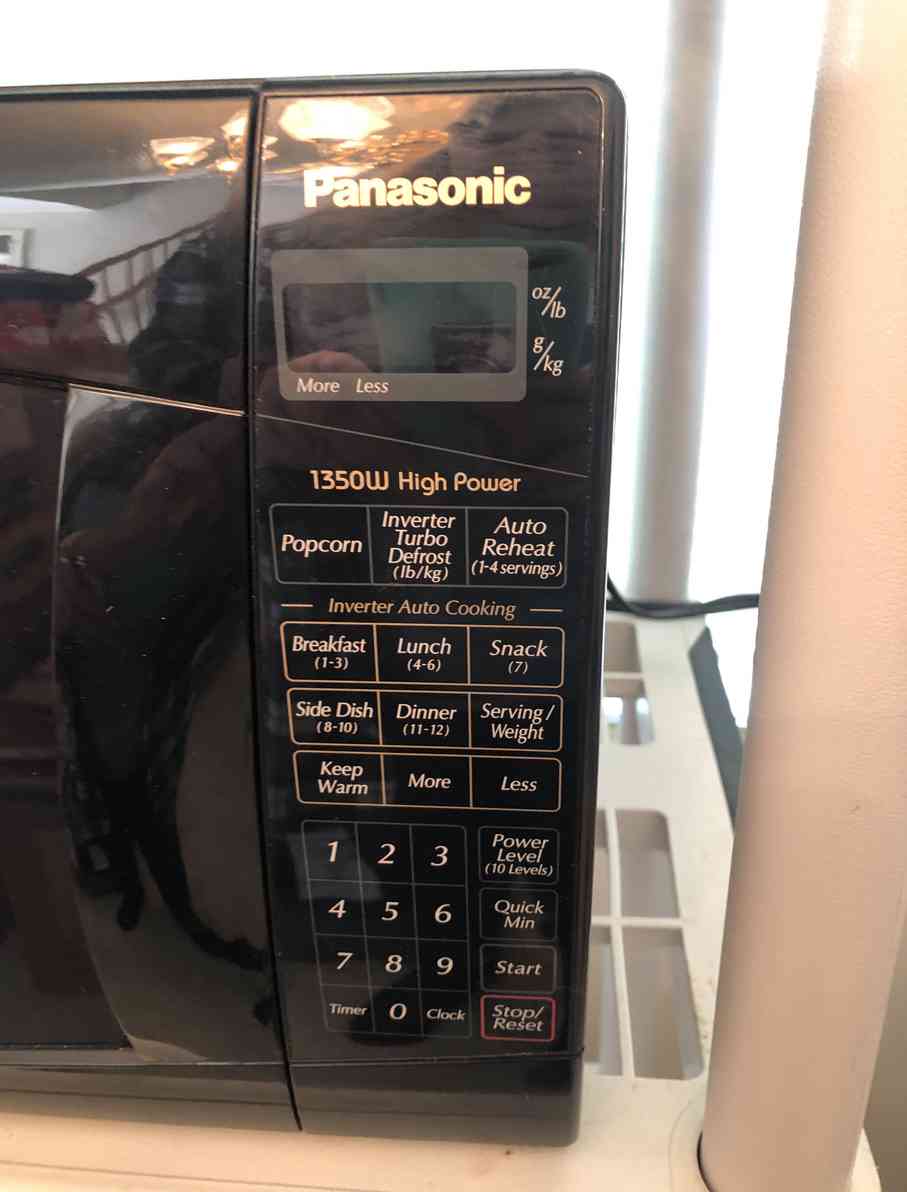 Panasonic
oz/lb
g/kg
More Less
1350W High Power
Popcorn
Inverter
Turbo
Defrost
(lb/kg)
Auto
Reheat
(1-4 servings)
Inverter Auto Cooking
Breakfast
(1-3)
Lunch
(4-6)
Snack
(7)
Side Dish
(8-10)
Dinner
(11-12)
Serving/
Weight
Keep
Warm
More
Less
1 2 3
Power
Level
(10 Levels)
4 5 6
Quick
Min
7 8 9
Start
Timer 0 Clock
Stop/
Reset